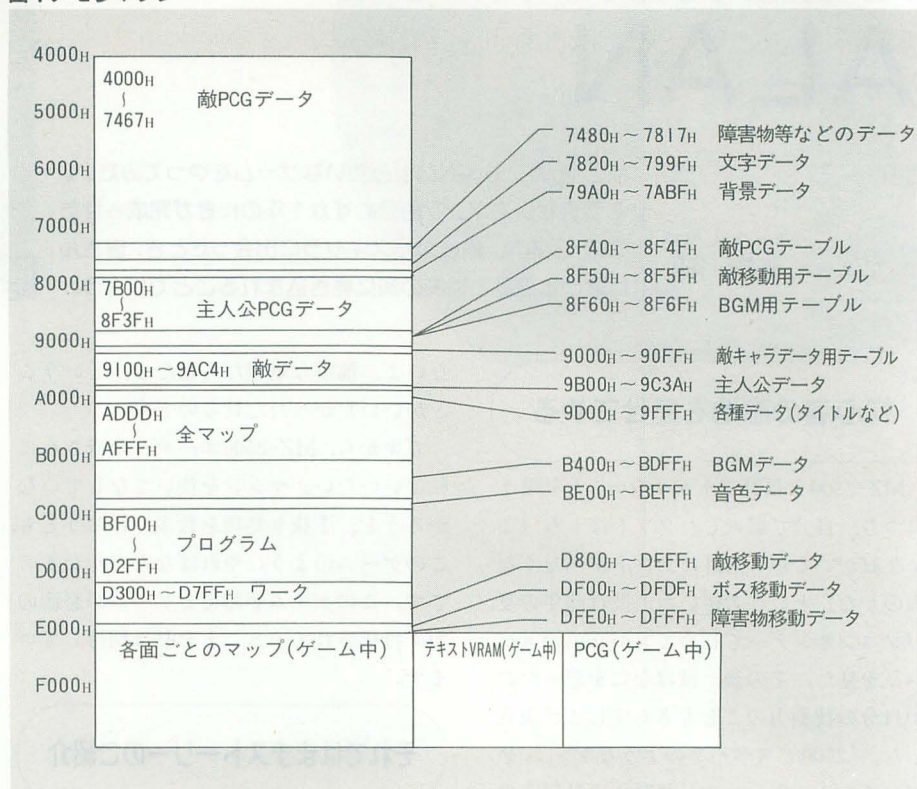 4000H
5000H
6000H
7000H
8000H
9000H
A000H
B000H
C000H
D000H
E000H
F000H
4000H
〜
7467H
敵PCGデータ
7B00H
〜
8F3FH
主人公PCGデータ
9100H～9AC4H 敵データ
ADDDH
〜
AFFFH
全マップ
BF00H
〜
D2FFH
プログラム
D300H～D7FFH ワーク
各面ごとのマップ(ゲーム中)
テキストVRAM(ゲーム中)
PCG(ゲーム中)
7480H～7817H 障害物等などのデータ
7820H～799FH 文字データ
79A0H～7ABFH 背景データ
8F40H～8F4FH 敵PCGテーブル
8F50H～8F5FH 敵移動用テーブル
8F60H～8F6FH BGM用テーブル
9000H～90FFH 敵キャラデータ用テーブル
9B00H～9C3AH 主人公データ
9D00H～9FFFH 各種データ(タイトルなど)
B400H～BDFFH BGMデータ
BE00H～BEFFH 音色データ
D800H～DEFFH 敵移動データ
DF00H～DFDFH ボス移動データ
DFE0H～DFFFH 障害物移動データ